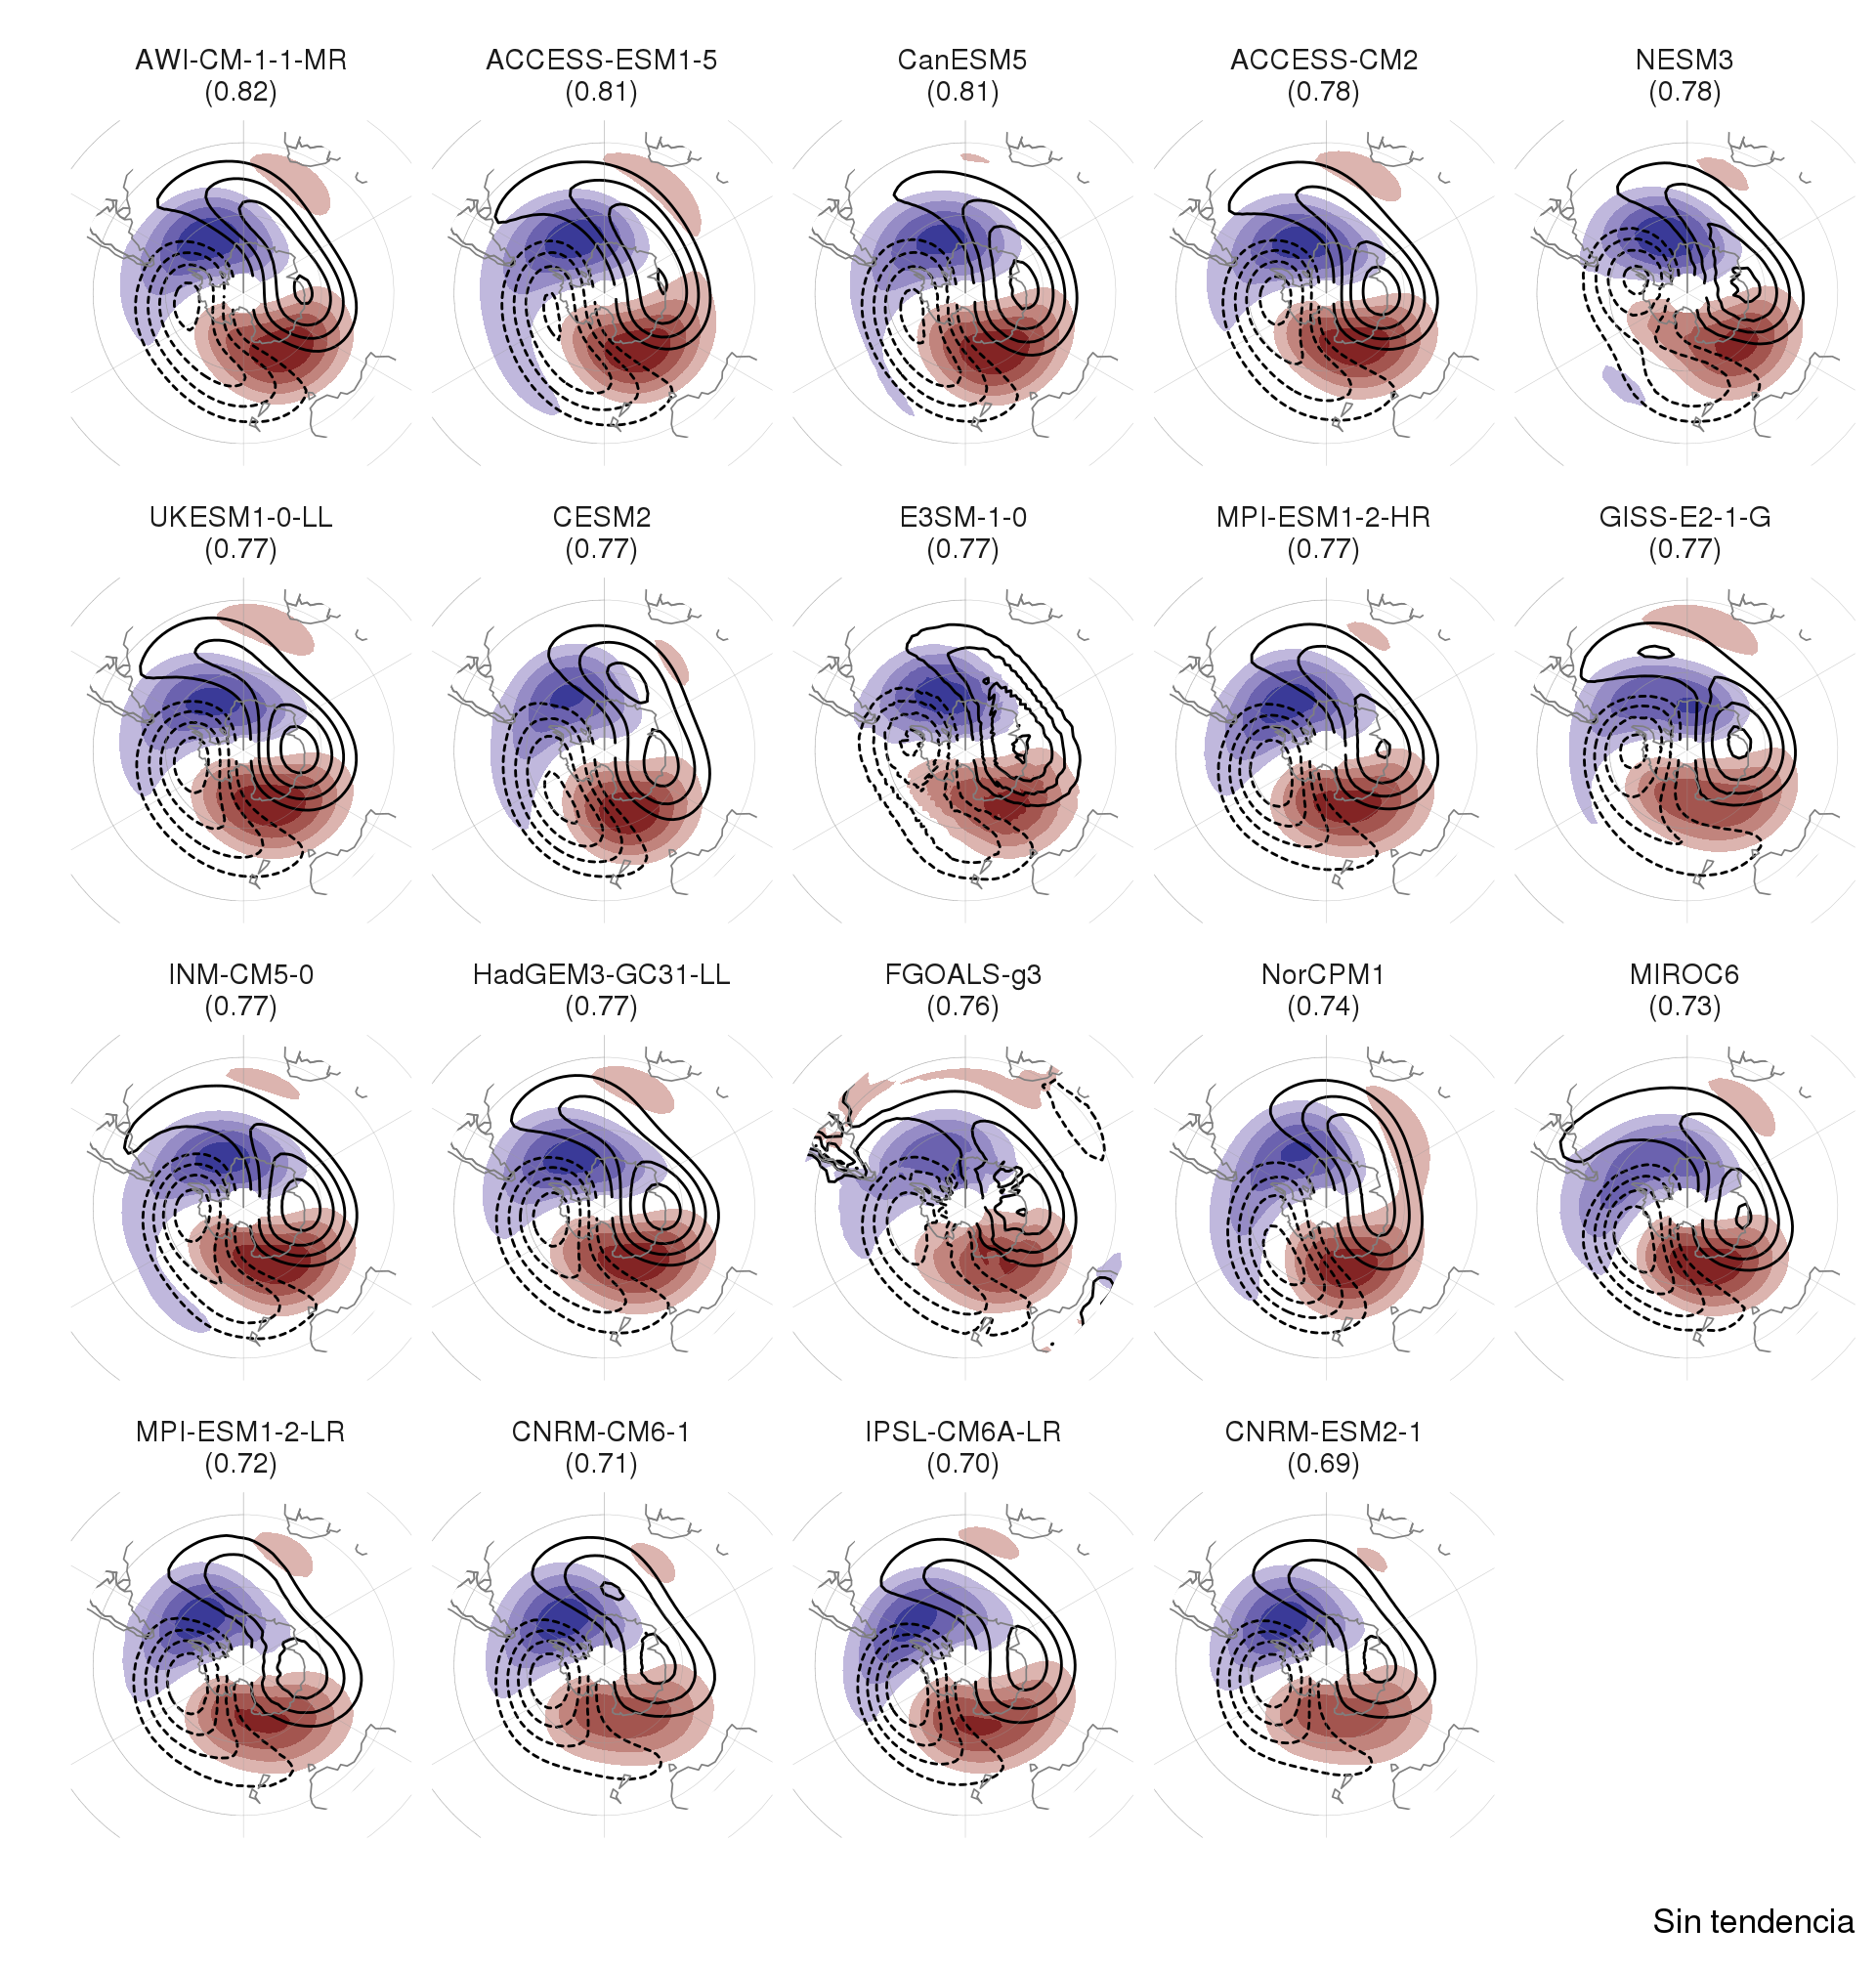 AWI-CM-1-1-MR
(0.82)
ACCESS-ESM1-5
(0.81)
CanESM5
(0.81)
ACCESS-CM2
(0.78)
NESM3
(0.78)
UKESM1-0-LL
(0.77)
CESM2
(0.77)
E3SM-1-0
(0.77)
MPI-ESM1-2-HR
(0.77)
GISS-E2-1-G
(0.77)
INM-CM5-0
(0.77)
HadGEM3-GC31-LL
(0.77)
FGOALS-g3
(0.76)
NorCPM1
(0.74)
MIROC6
(0.73)
MPI-ESM1-2-LR
(0.72)
CNRM-CM6-1
(0.71)
IPSL-CM6A-LR
(0.70)
CNRM-ESM2-1
(0.69)
Sin tendencia